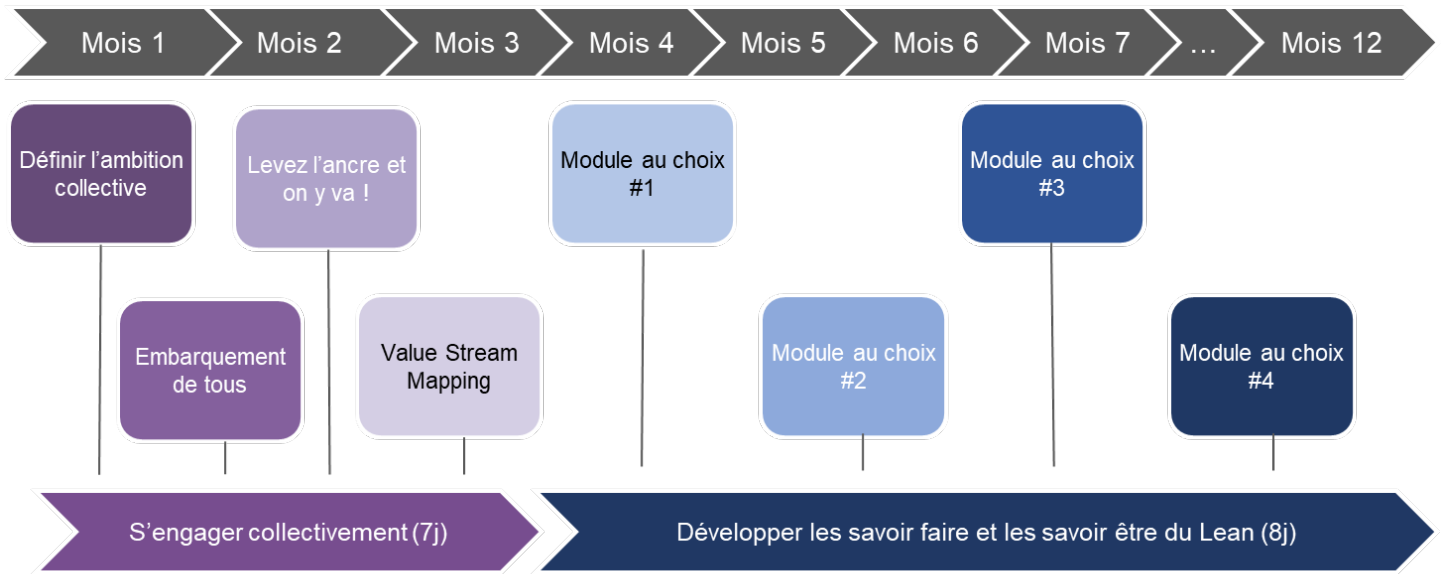 Mois 1
Mois 2
Mois 3
Mois 4
Mois 5
Mois 6
Mois 7
…
Mois 12
Définir l’ambition
collective
Levez l’ancre et
on y va !
Module au choix
#1
Module au choix
#3
Embarquement
de tous
Value Stream
Mapping
Module au choix
#2
Module au choix
#4
S’engager collectivement (7j)
Développer les savoir faire et les savoir être du Lean (8j)